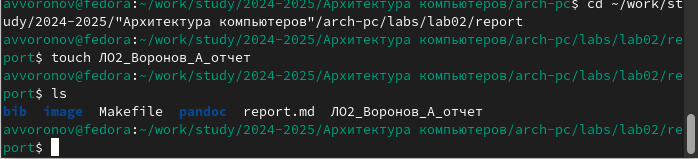 avvoronov@fedora:~/work/study/2024-2025/Архитектура компьютеров/arch-pc$ cd ~/work/st
udy/2024-2025/"Архитектура компьютеров"/arch-pc/labs/lab02/report
avvoronov@fedora:~/work/study/2024-2025/Архитектура компьютеров/arch-pc/labs/lab02/re
port$ touch ЛО2_Воронов_А_отчет
avvoronov@fedora:~/work/study/2024-2025/Архитектура компьютеров/arch-pc/labs/lab02/re
port$ ls
bib image Makefile pandoc report.md ЛО2_Воронов_А_отчет
avvoronov@fedora:~/work/study/2024-2025/Архитектура компьютеров/arch-pc/labs/lab02/re
port$